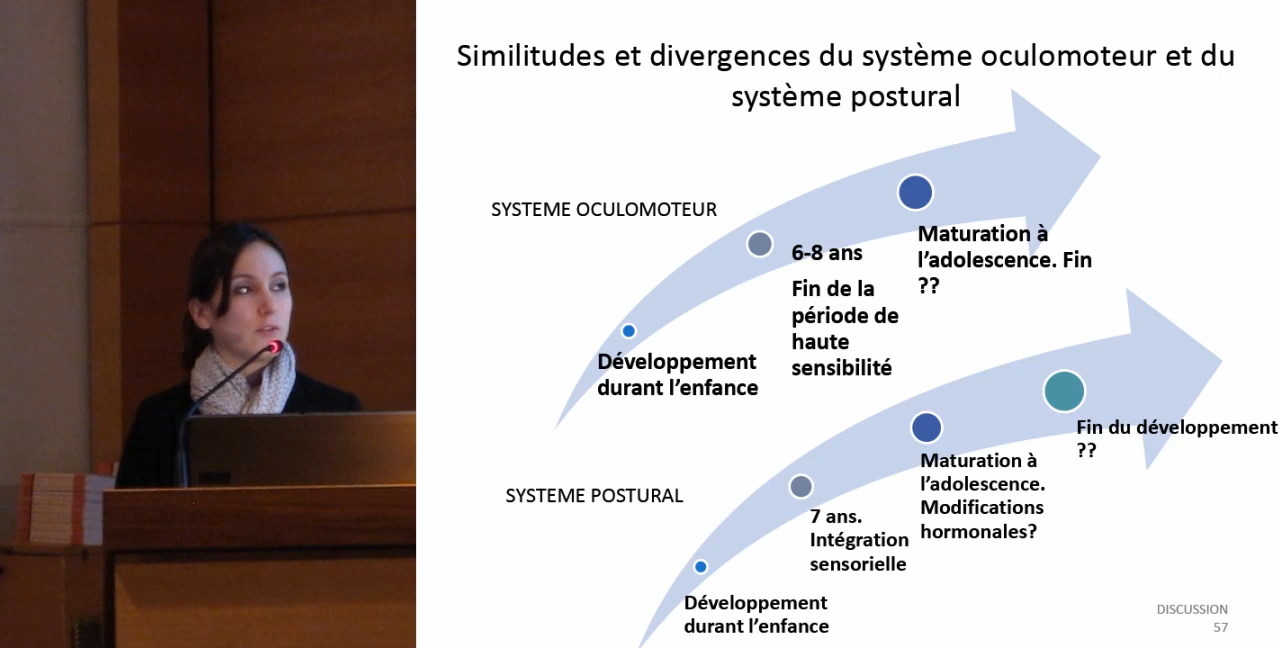 Similitudes et divergences du système oculomoteur et du
système postural
SYSTEME OCULOMOTEUR
Développement
durant l’enfance
6-8 ans
Fin de la
période de
haute
sensibilité
Maturation à
l’adolescence. Fin
??
SYSTEME POSTURAL
Développement
durant l’enfance
7 ans.
Intégration
sensorielle
Maturation à
l’adolescence.
Modifications
hormonales?
Fin du développement
??
DISCUSSION
57